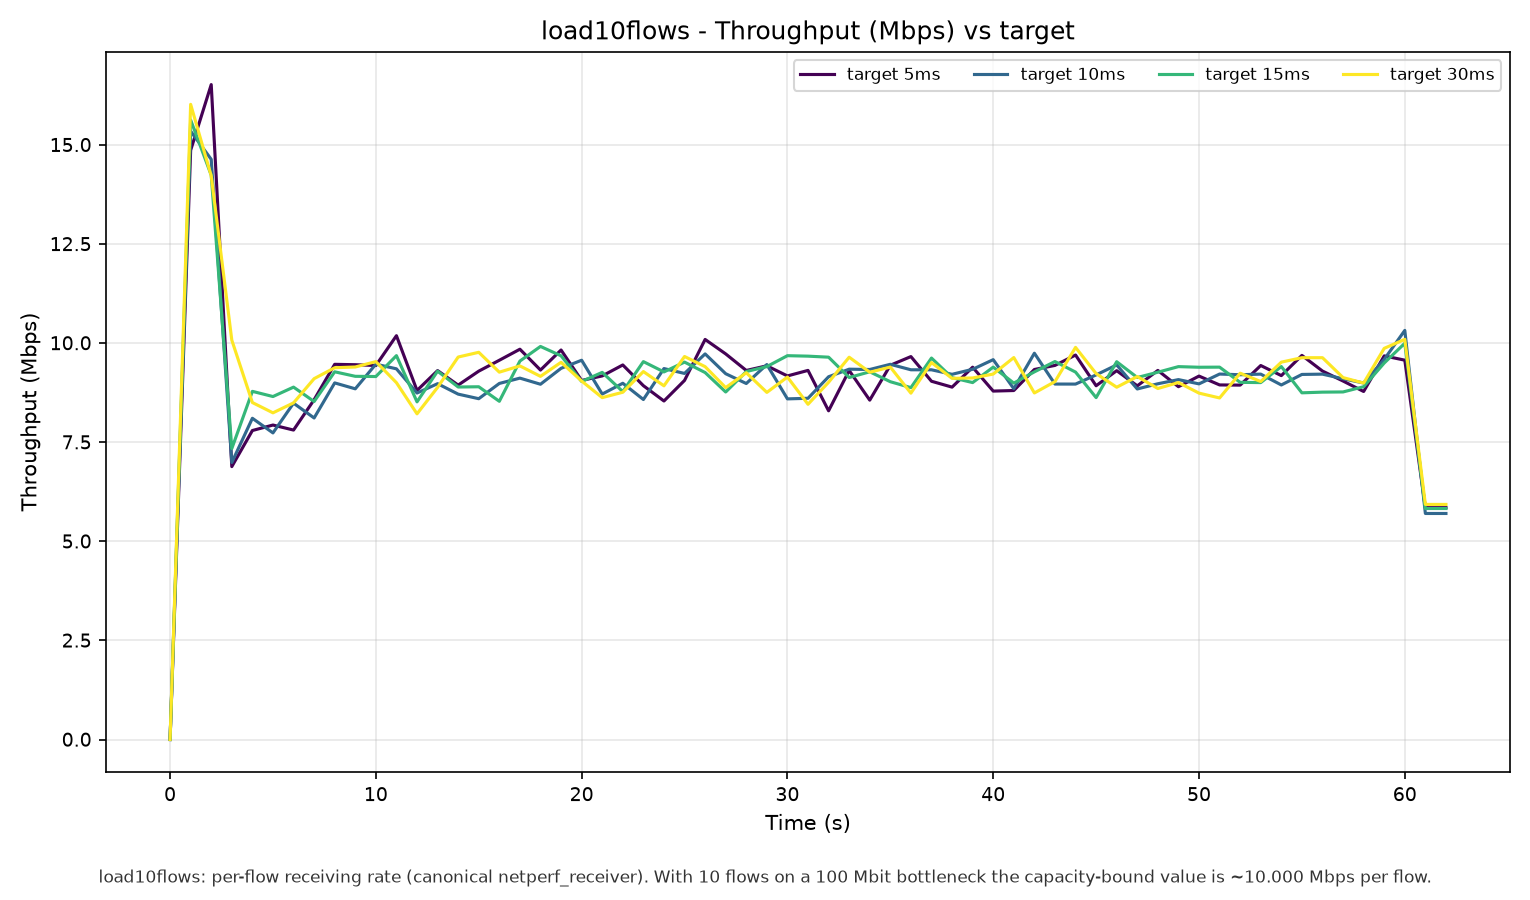 load10flows - Throughput (Mbps) vs target
target 5ms
target 10ms
target 15ms
target 30ms
Throughput (Mbps)
15.0
12.5
10.0
7.5
5.0
2.5
0.0
0
10
20
30
40
50
60
Time (s)
load10flows: per-flow receiving rate (canonical netperf_receiver). With 10 flows on a 100 Mbit bottleneck the capacity-bound value is ~10.000 Mbps per flow.